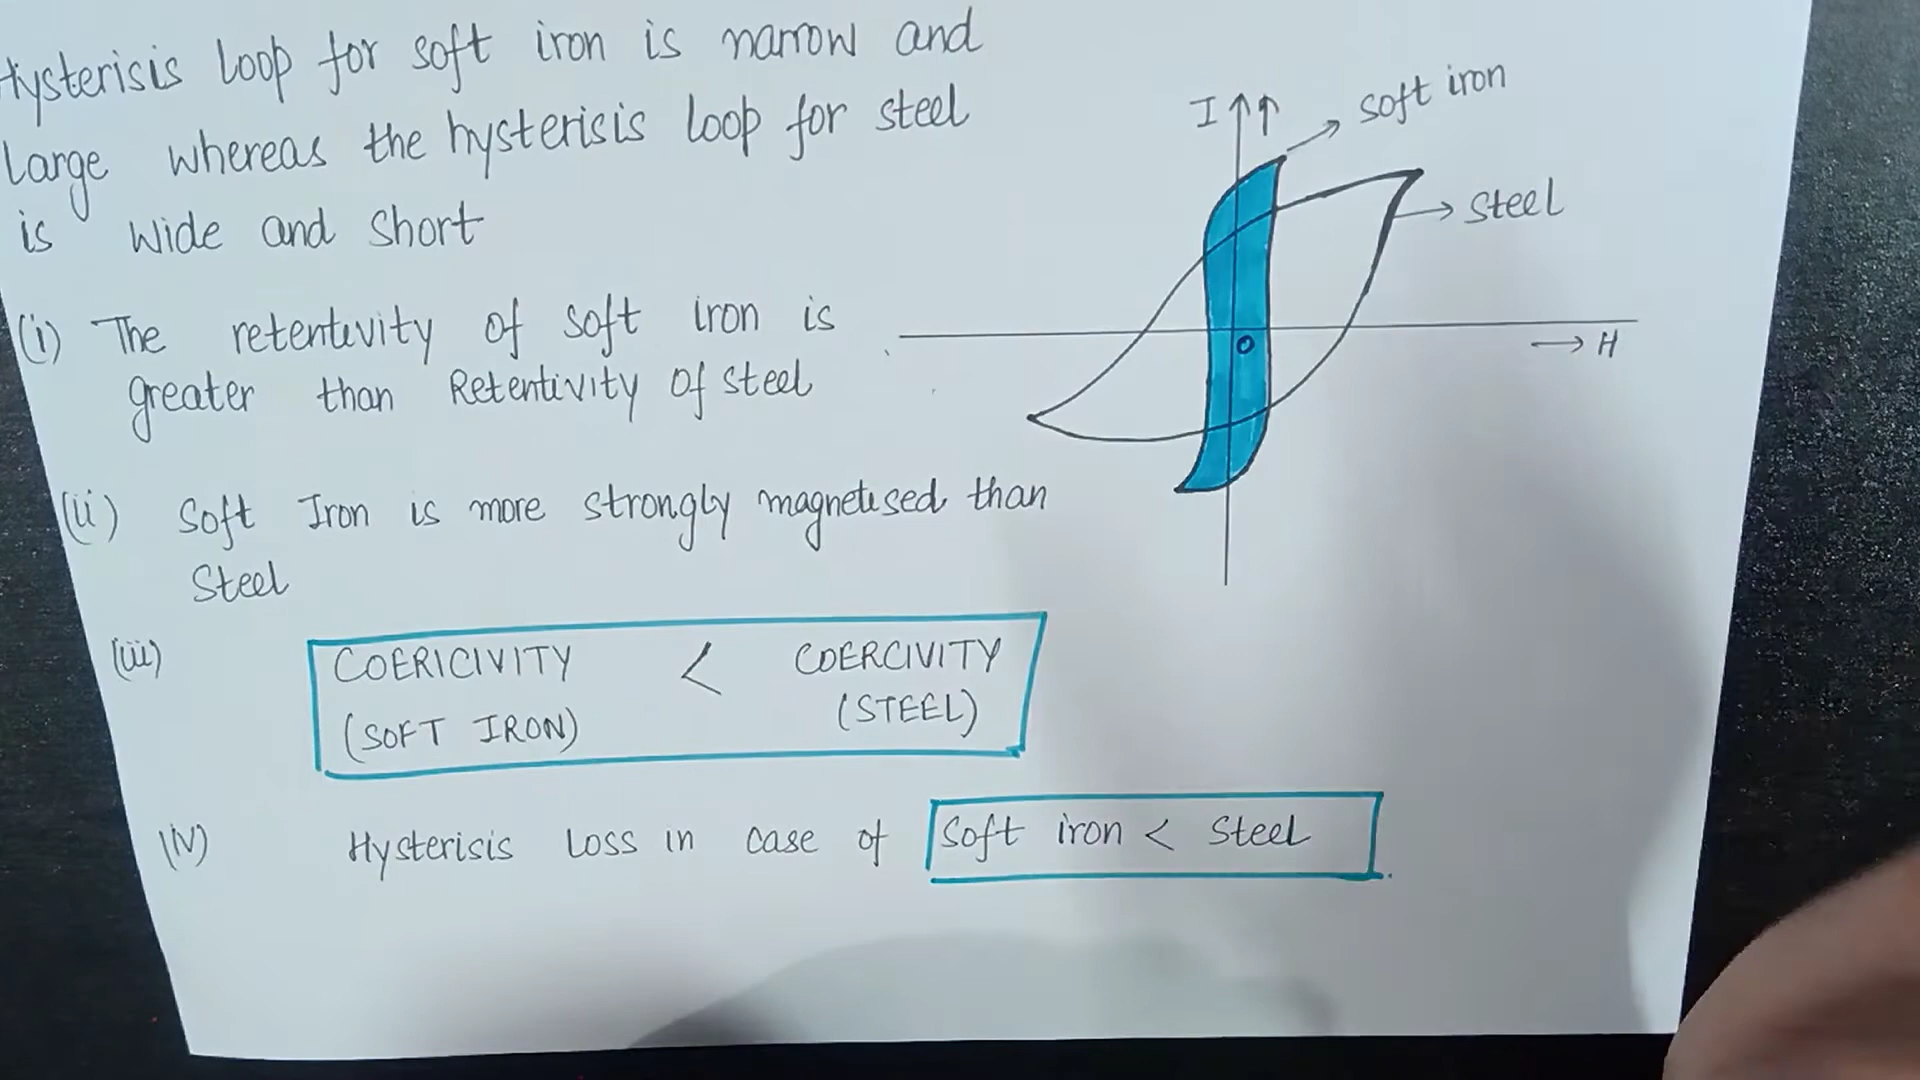 Hysterisis loop for soft iron is narrow and
large whereas the hysterisis loop for steel
is wide and short
(i) The retentivity of soft iron is
greater than Retentivity of steel
(ii) Soft Iron is more strongly magnetised than
Steel
(iii) COERICIVITY < COERCIVITY
(SOFT IRON) (STEEL)
(iv) Hysterisis Loss in case of Soft iron < Steel
I
soft iron
steel
O
H